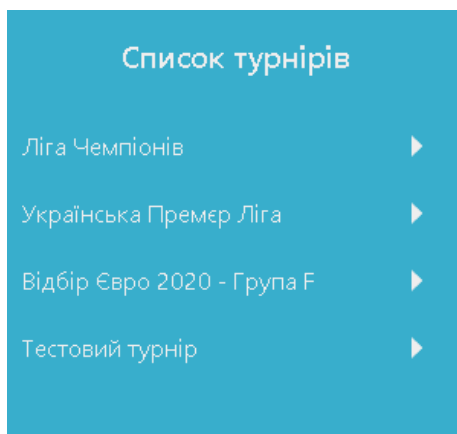 Список турнірів
Ліга Чемпіонів
Українська Премєр Ліга
Відбір Євро 2020 - Група F
Тестовий турнір